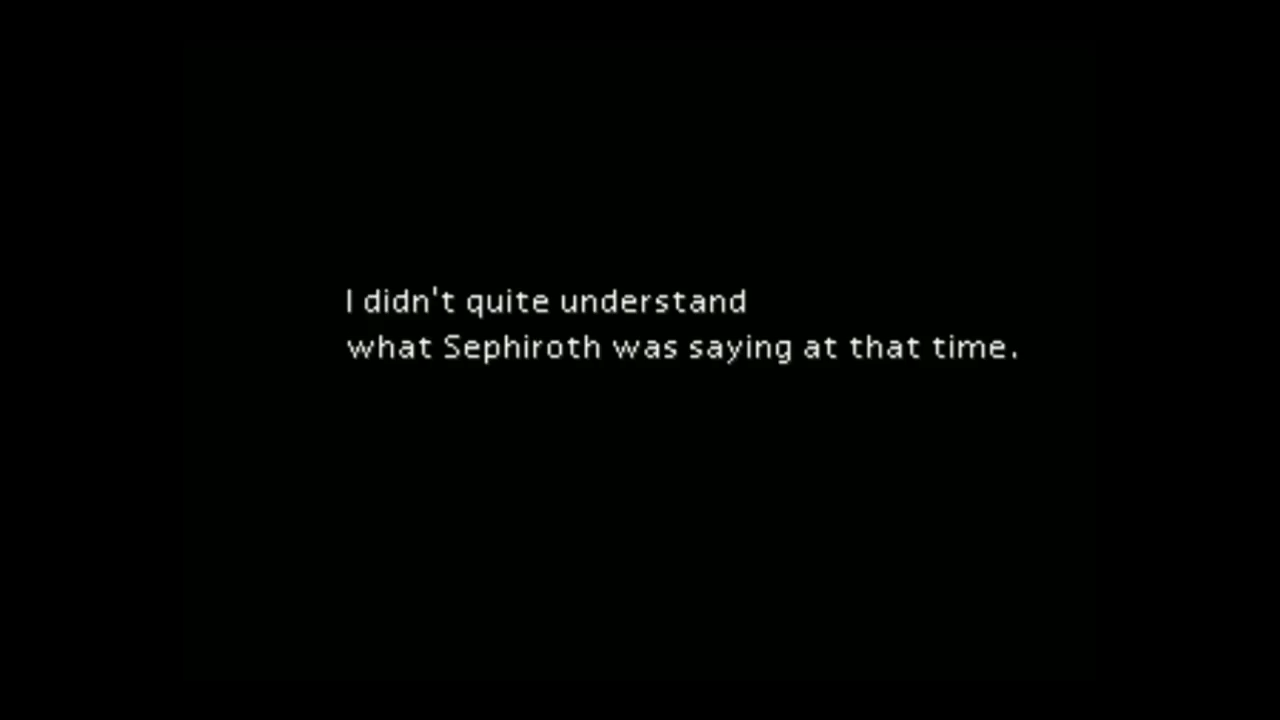 I didn't quite understand
what Sephiroth was saying at that time.